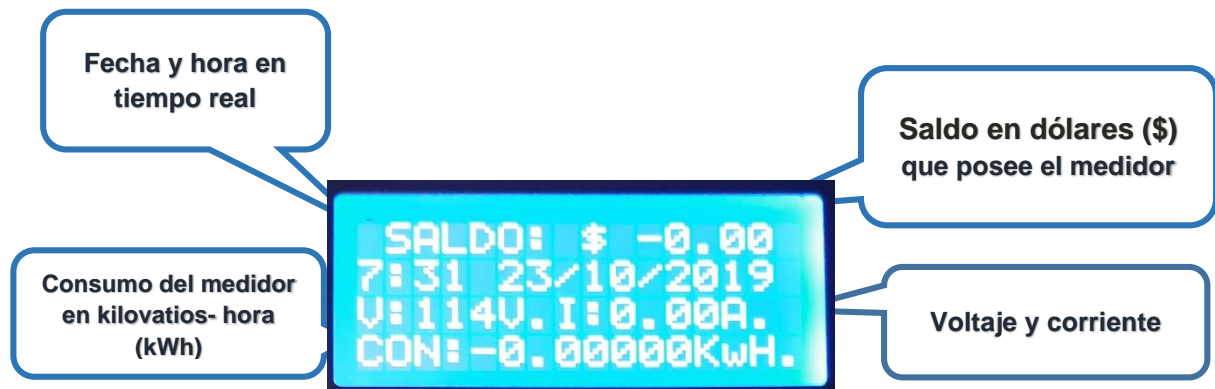 Fecha y hora en
tiempo real
Saldo en dólares ($)
que posee el medidor
SALDO: $ -0.00
7:31 23/10/2019
V:114V.I:0.00A.
CON:-0.00000KwH.
Consumo del medidor
en kilovatios- hora
(kWh)
Voltaje y corriente